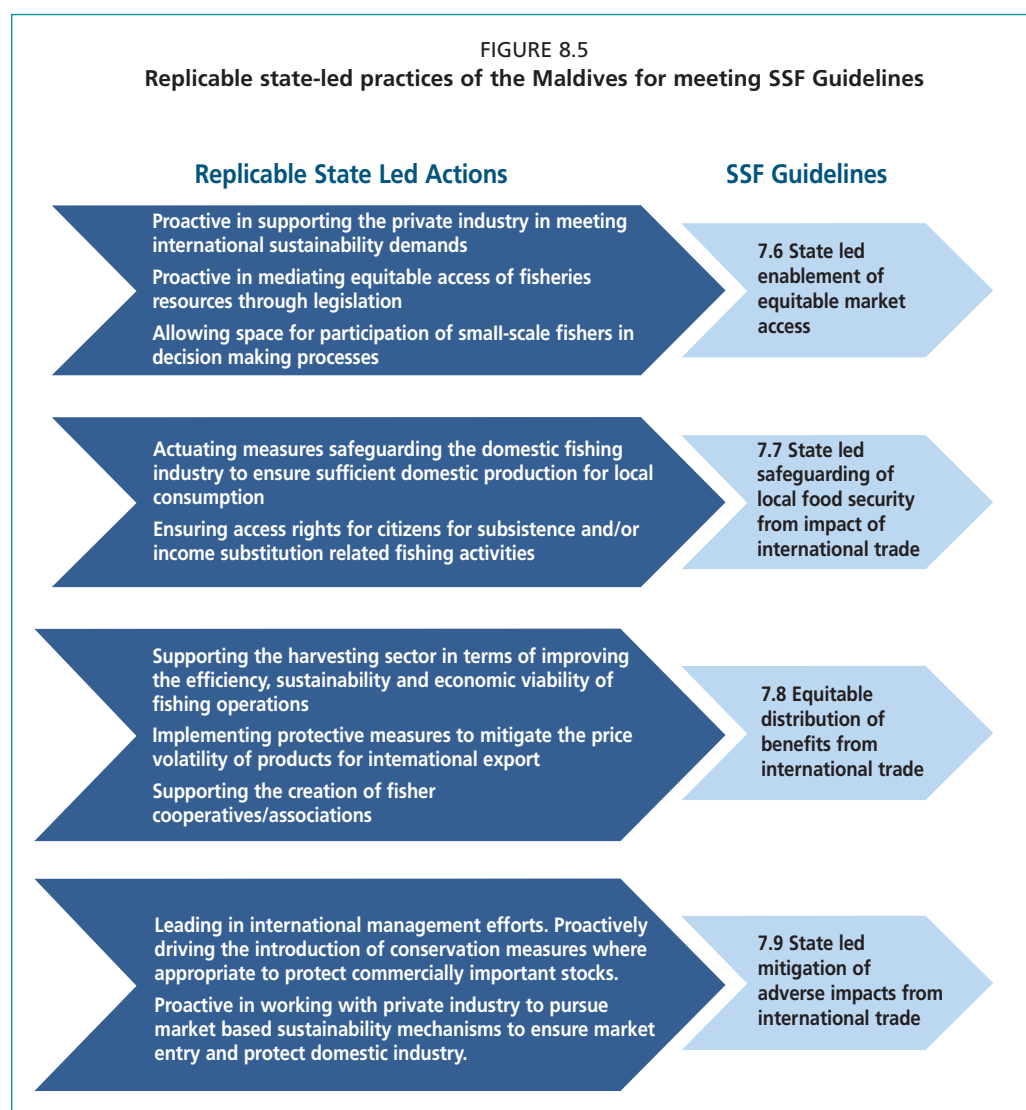 FIGURE 8.5
Replicable state-led practices of the Maldives for meeting SSF Guidelines
Replicable State Led Actions
SSF Guidelines
Proactive in supporting the private industry in meeting
international sustainability demands
Proactive in mediating equitable access of fisheries
resources through legislation
Allowing space for participation of small-scale fishers in
decision making processes
7.6 State led
enablement of
equitable market
access
Actuating measures safeguarding the domestic fishing
industry to ensure sufficient domestic production for local
consumption
Ensuring access rights for citizens for subsistence and/or
income substitution related fishing activities
7.7 State led
safeguarding of
local food security
from impact of
international trade
Supporting the harvesting sector in terms of improving
the efficiency, sustainability and economic viability of
fishing operations
Implementing protective measures to mitigate the price
volatility of products for international export
Supporting the creation of fisher
cooperatives/associations
7.8 Equitable
distribution of
benefits from
international trade
Leading in international management efforts. Proactively
driving the introduction of conservation measures where
appropriate to protect commercially important stocks.
Proactive in working with private industry to pursue
market based sustainability mechanisms to ensure market
entry and protect domestic industry.
7.9 State led
mitigation of
adverse impacts from
international trade